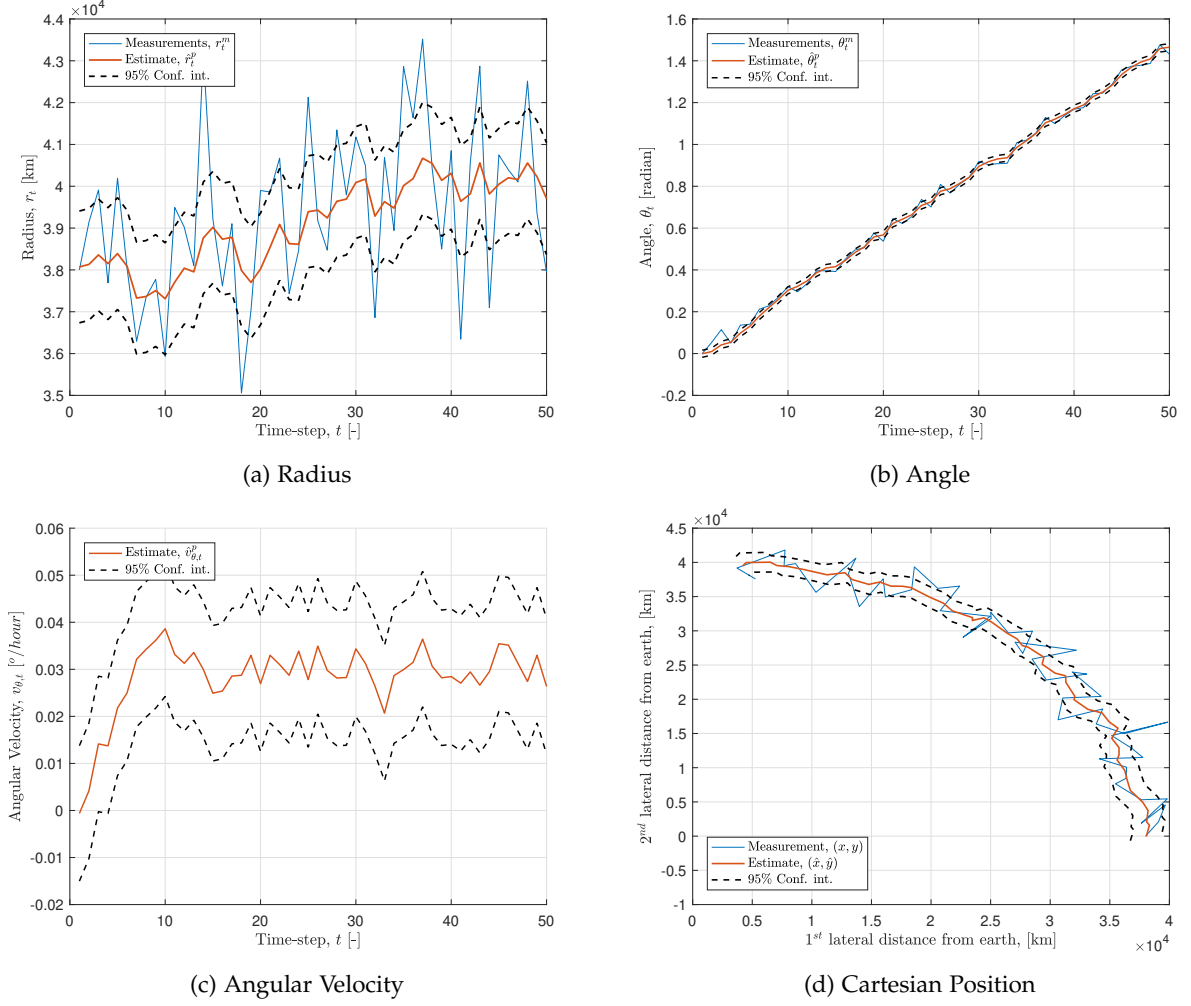 ×10⁴
4.4
4.3
4.2
4.1
4
3.9
3.8
3.7
3.6
3.5
0 10 20 30 40 50
Radius, r_t [km]
Time-step, t [-]
Measurements, r_t^m
Estimate, r̂_t^p
95% Conf. int.
(a) Radius
1.6
1.4
1.2
1
0.8
0.6
0.4
0.2
0
-0.2
0 10 20 30 40 50
Angle, θ_t [radian]
Time-step, t [-]
Measurements, θ_t^m
Estimate, θ̂_t^p
95% Conf. int.
(b) Angle
0.06
0.05
0.04
0.03
0.02
0.01
0
-0.01
-0.02
0 10 20 30 40 50
Angular Velocity, v_{θ,t} [°/hour]
Time-step, t [-]
Estimate, v̂_{θ,t}^p
95% Conf. int.
(c) Angular Velocity
×10⁴
4.5
4
3.5
3
2.5
2
1.5
1
0.5
0
-0.5
-1
0 0.5 1 1.5 2 2.5 3 3.5 4
×10⁴
2^{nd} lateral distance from earth, [km]
1^{st} lateral distance from earth, [km]
Measurement, (x, y)
Estimate, (x̂, ŷ)
95% Conf. int.
(d) Cartesian Position